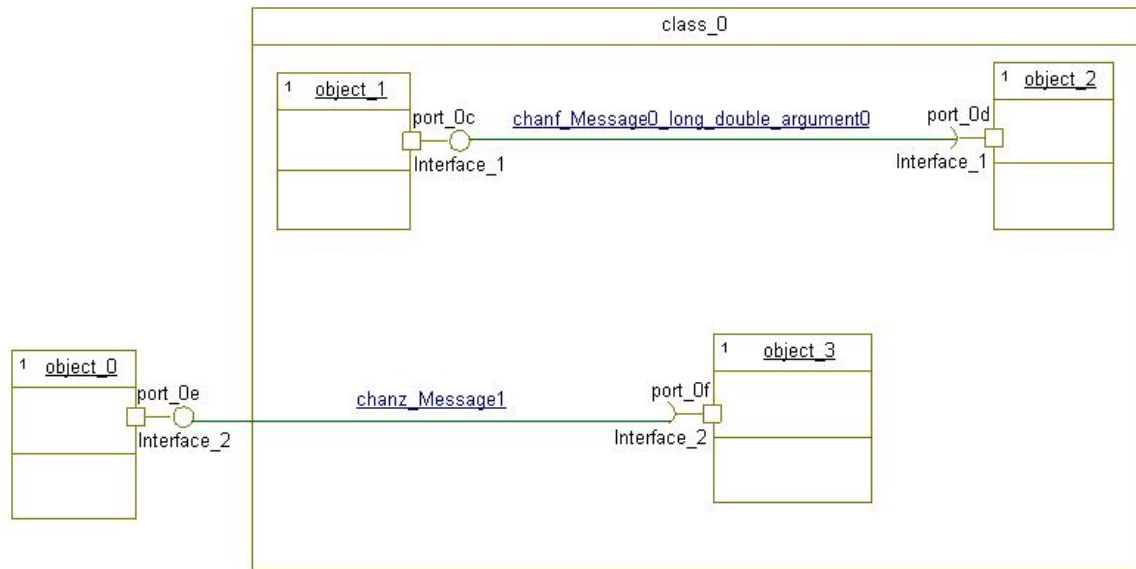 class_0
1 object_1
1 object_2
port_0c
chanf_Message0_long_double_argument0
port_0d
Interface_1
Interface_1
1 object_0
1 object_3
port_0e
chanz_Message1
port_0f
Interface_2
Interface_2